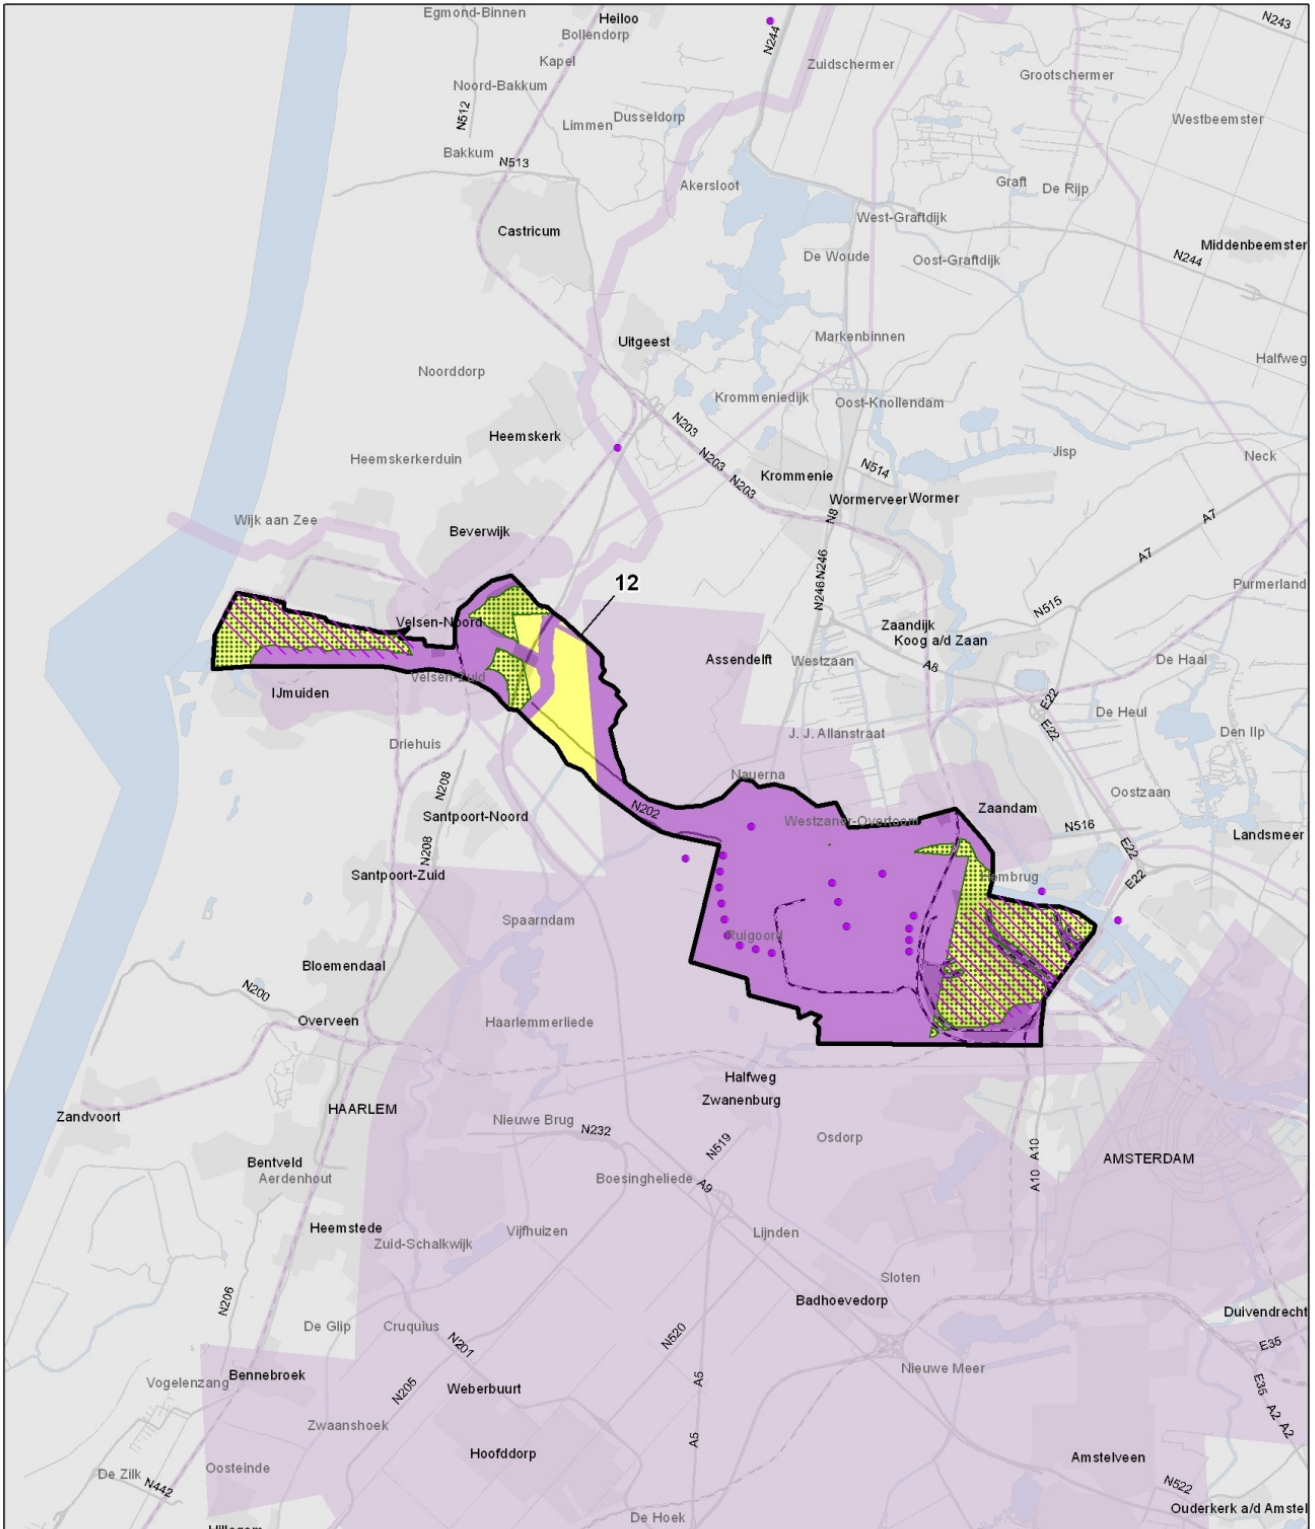 Egmond-Binnen
Heiloo
N243
Bollendorp
N244
Kapel
Zuidschermer
Grootschermer
Noord-Bakkum
N512
Limmen
Dusseldorp
Westbeemster
Bakkum
N513
Akersloot
Graft
De Rijp
West-Graftdijk
Castricum
Middenbeemster
De Woude
Oost-Graftdijk
N244
Uitgeest
Markenbinnen
Halfweg
Noorddorp
Krommeniedijk
Oost-Knollendam
N203
Heemskerk
Heemskerkerduin
N203
Jisp
Neck
N514
Krommenie
N203
Wormerveer
Wormer
Wijk aan Zee
N8
A7
Beverwijk
A7
N246
N246
12
Purmerland
N515
Velsen-Noord
Zaandijk
Koog a/d Zaan
Assendelft
Westzaan
A8
De Haal
Velsen-Zuid
IJmuiden
E22
De Heul
E22
Den Ilp
J. J. Allanstraat
Driehuis
Nauerna
N208
Oostzaan
Santpoort-Noord
N202
Westzaner-Overtoom
Zaandam
N516
Landsmeer
E22
N208
Santpoort-Zuid
Hembrug
E22
Spaarndam
Ruigoord
Bloemendaal
N200
Overveen
Haarlemmerliede
Halfweg
Zwanenburg
Zandvoort
HAARLEM
Nieuwe Brug
N232
Osdorp
N519
A10
A10
AMSTERDAM
Bentveld
Aerdenhout
Boesingheliede
A9
Heemstede
Vijfhuizen
Lijnden
Zuid-Schalkwijk
Sloten
N206
Badhoevedorp
Duivendrecht
De Glip
Cruquius
N201
N520
E35
Nieuwe Meer
Bennebroek
Vogelenzang
N205
Weberbuurt
A5
E35
A2
A2
Zwaanshoek
A5
Hoofddorp
Amstelveen
De Zilk
Oosteinde
N442
N522
Ouderkerk a/d Amstel
De Hoek
Hillegom